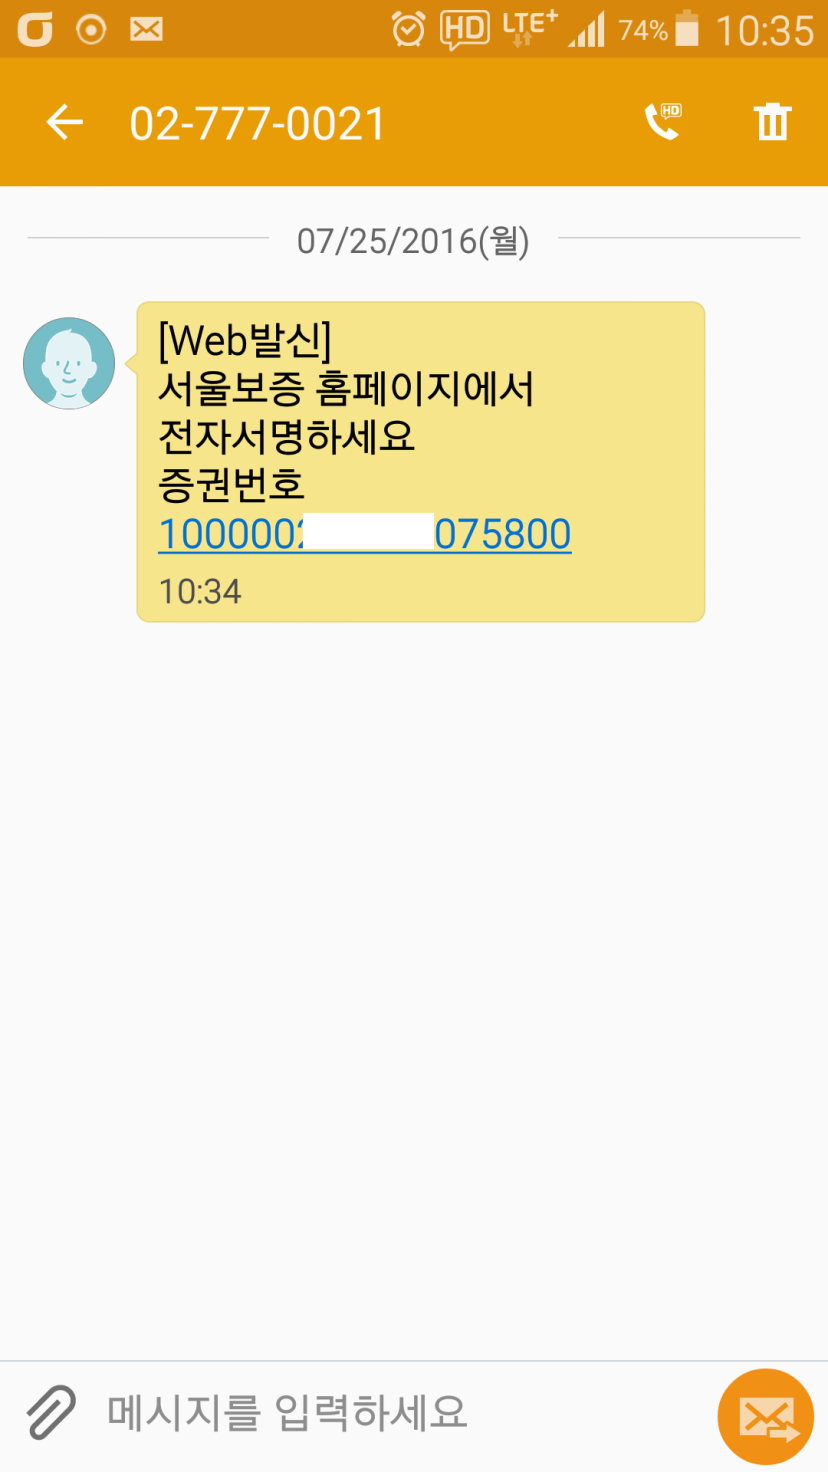 HD LTE+ 74% 10:35
02-777-0021 HD
07/25/2016(월)
[Web발신]
서울보증 홈페이지에서
전자서명하세요
증권번호
1000002 075800
10:34
메시지를 입력하세요